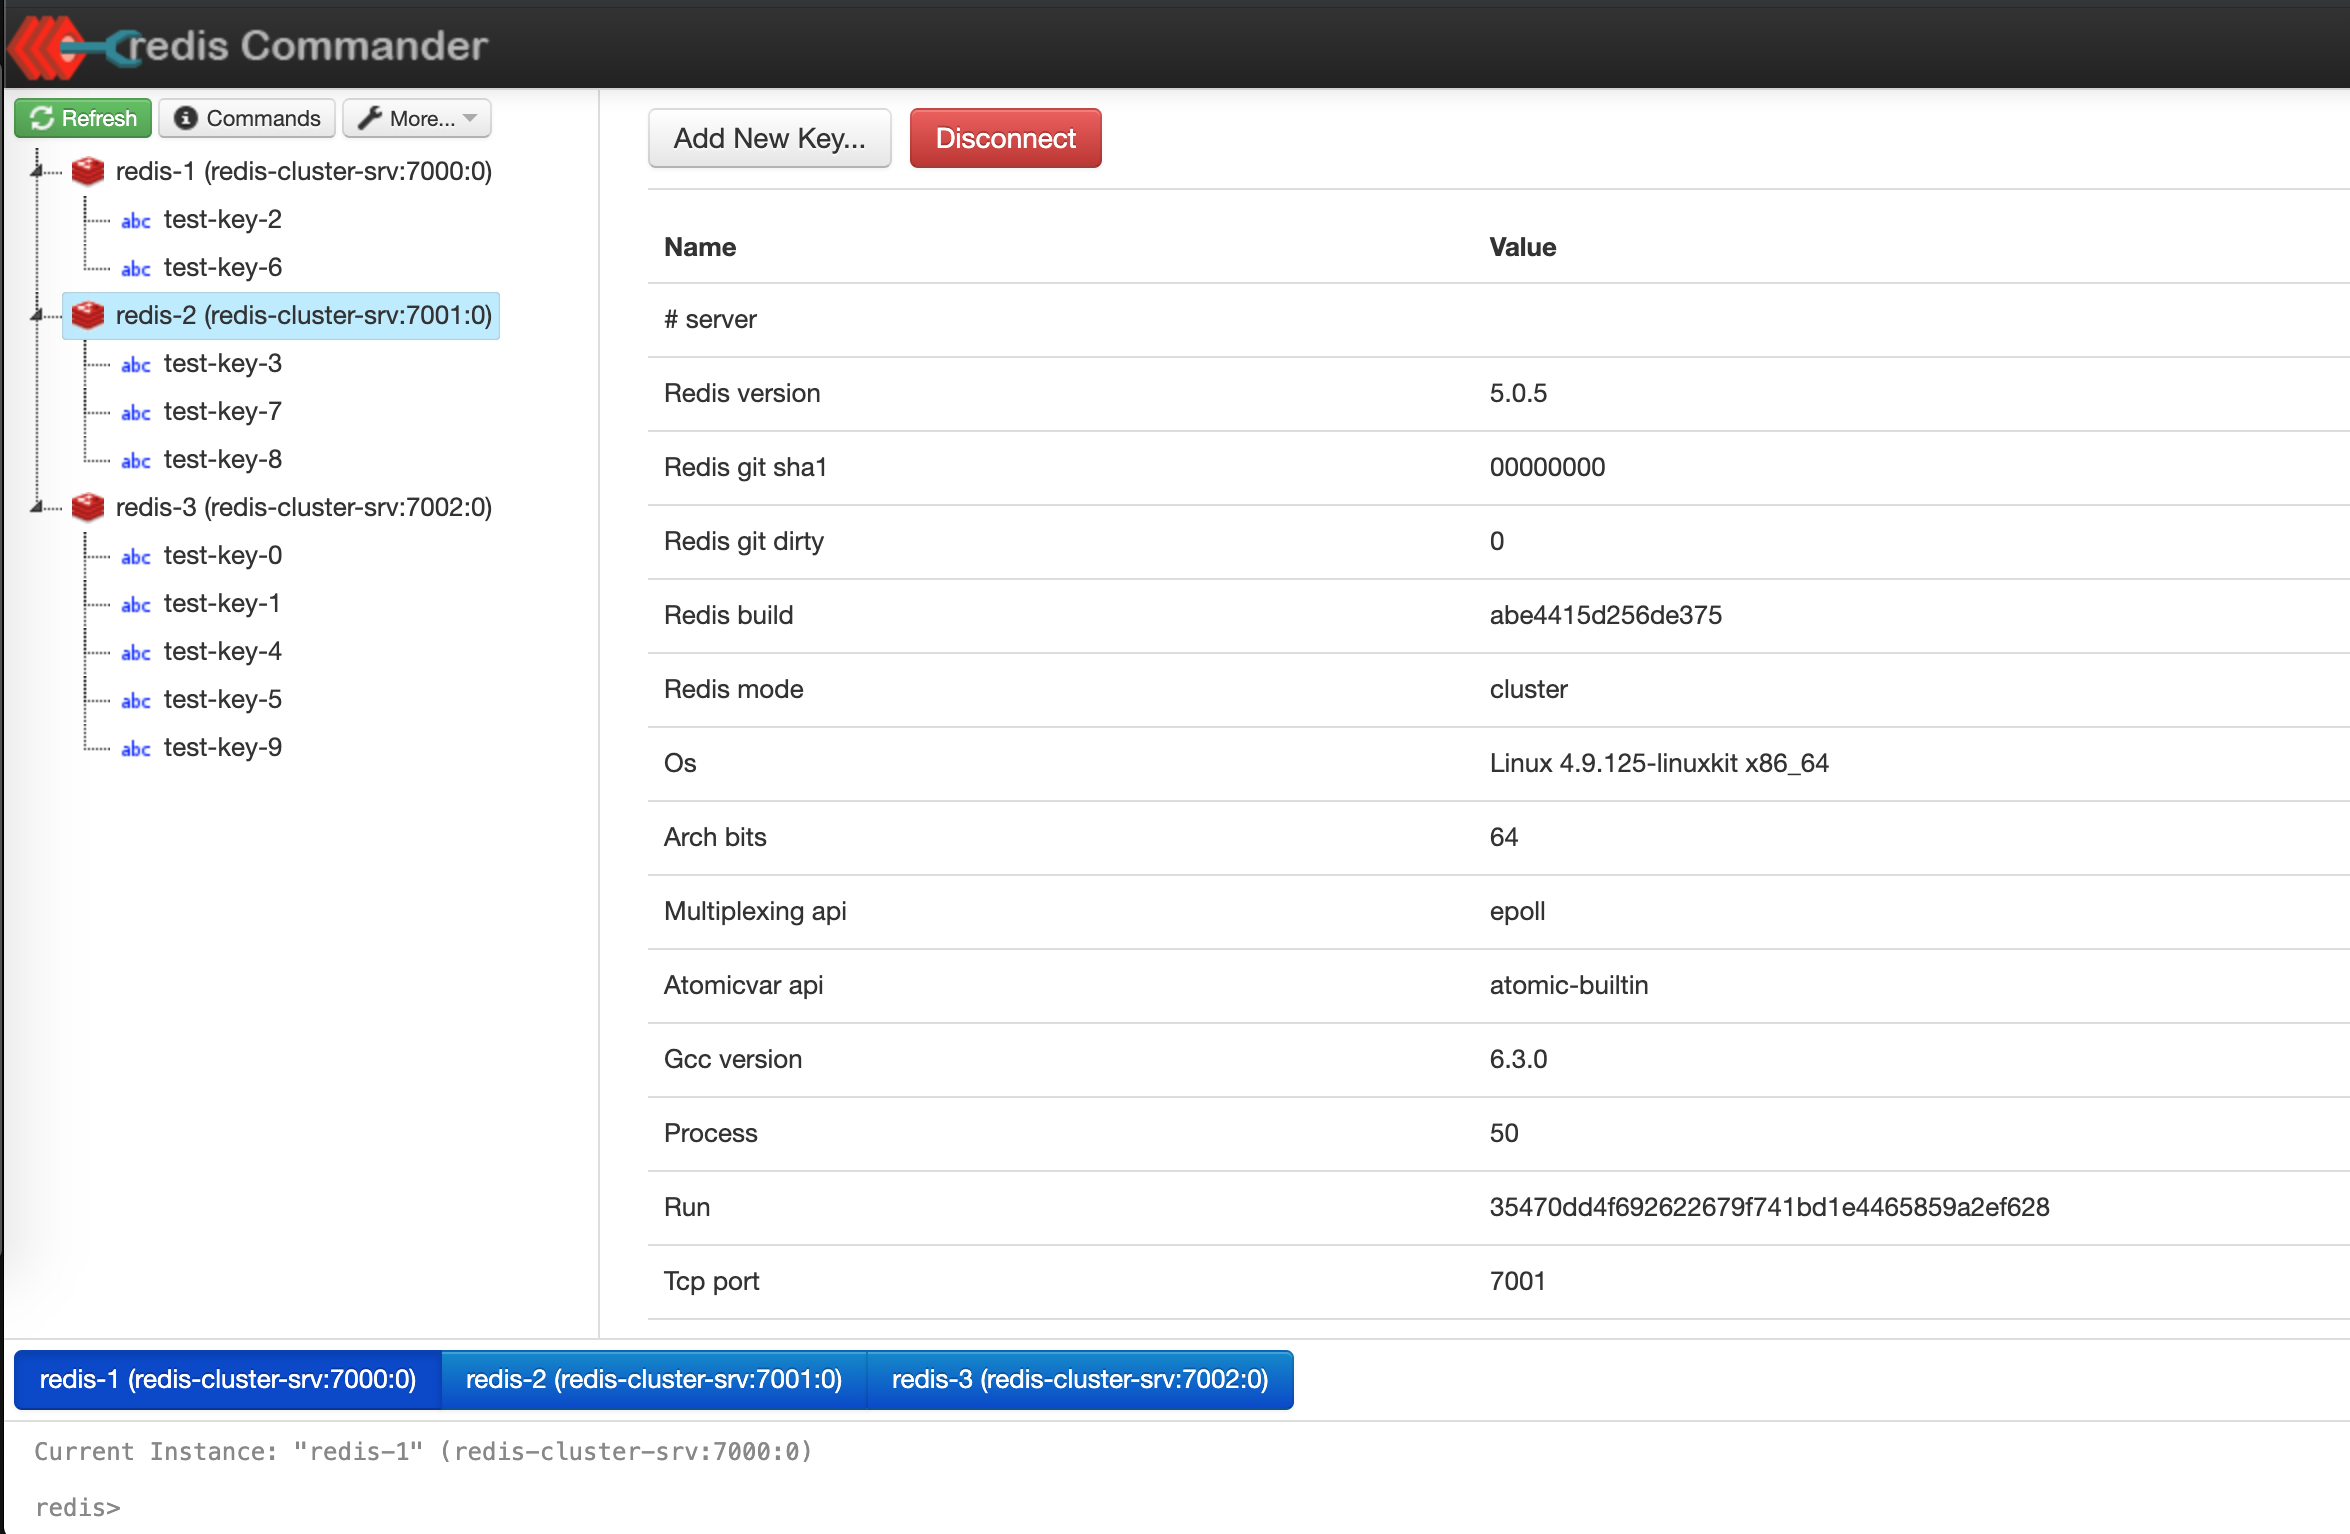 redis Commander
Refresh Commands More...
redis-1 (redis-cluster-srv:7000:0)
abc test-key-2
abc test-key-6
redis-2 (redis-cluster-srv:7001:0)
abc test-key-3
abc test-key-7
abc test-key-8
redis-3 (redis-cluster-srv:7002:0)
abc test-key-0
abc test-key-1
abc test-key-4
abc test-key-5
abc test-key-9
Add New Key... Disconnect
Name Value
# server
Redis version 5.0.5
Redis git sha1 00000000
Redis git dirty 0
Redis build abe4415d256de375
Redis mode cluster
Os Linux 4.9.125-linuxkit x86_64
Arch bits 64
Multiplexing api epoll
Atomicvar api atomic-builtin
Gcc version 6.3.0
Process 50
Run 35470dd4f692622679f741bd1e4465859a2ef628
Tcp port 7001
redis-1 (redis-cluster-srv:7000:0) redis-2 (redis-cluster-srv:7001:0) redis-3 (redis-cluster-srv:7002:0)
Current Instance: "redis-1" (redis-cluster-srv:7000:0)
redis>